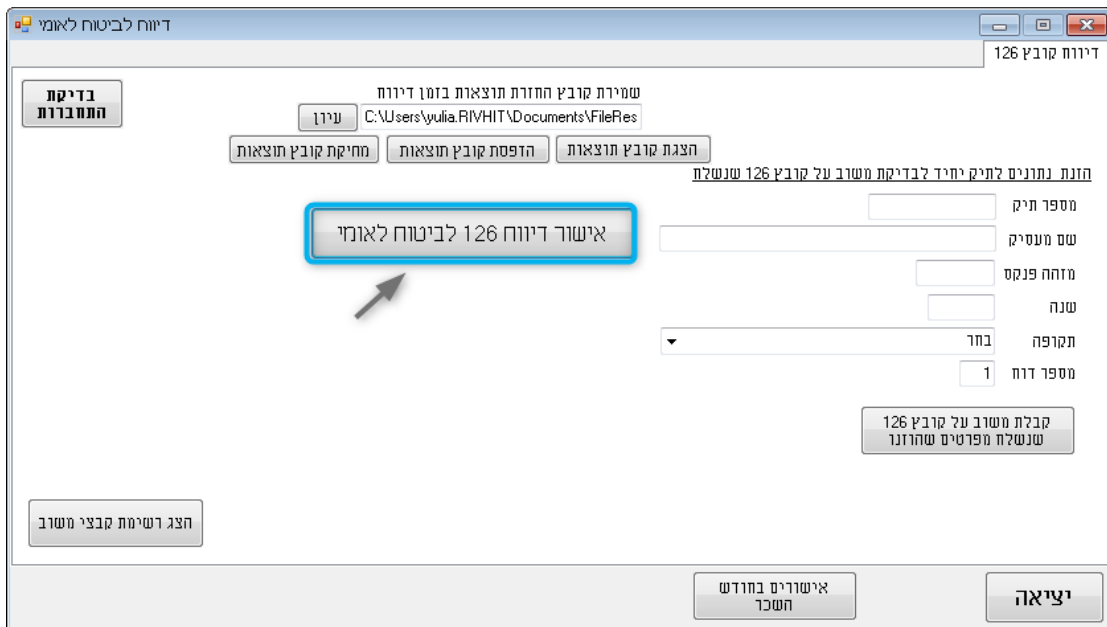 דיווח לביטוח לאומי
דיווח קובץ 126
בדיקת
התחברות
שמירת קובץ החזרת תוצאות בזמן דיווח
C:\Users\yulia.RIVHIT\Documents\FileRes
עיון
הצגת קובץ תוצאות
הדפסת קובץ תוצאות
מחיקת קובץ תוצאות
הזנת נתונים לתיק יחיד לבדיקת משוב על קובץ 126 שנשלח
מספר תיק
אישור דיווח 126 לביטוח לאומי
שם מעסיק
מזהה פנקס
שנה
תקופה
בחר
מספר דוח
1
קבלת משוב על קובץ 126
שנשלח מפרטים שהוזנו
הצג רשימת קבצי משוב
אישורים בחודש
השכר
יציאה